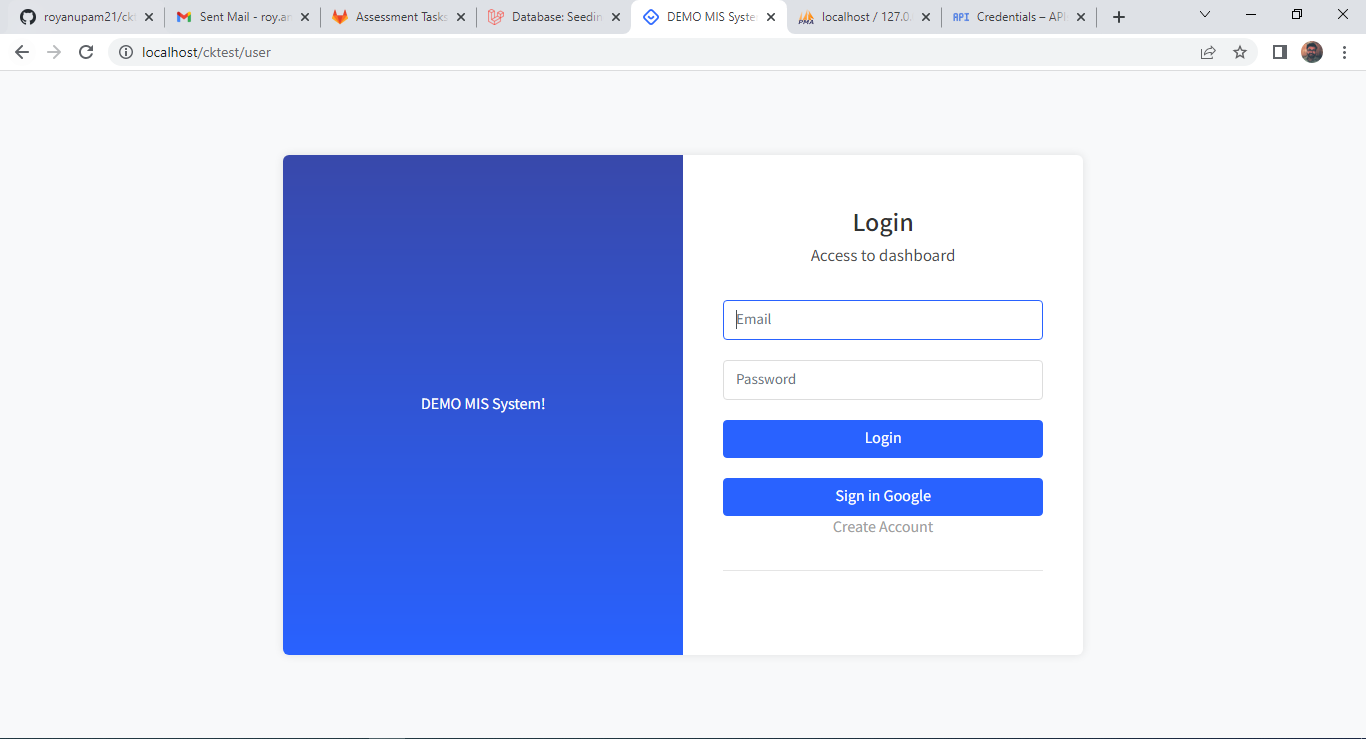 royanupam21/ck
Sent Mail - roy.ar
Assessment Tasks
Database: Seedin
DEMO MIS Syste
localhost / 127.0.
API
Credentials – API
localhost/cktest/user
DEMO MIS System!
Login
Access to dashboard
Email
Password
Login
Sign in Google
Create Account